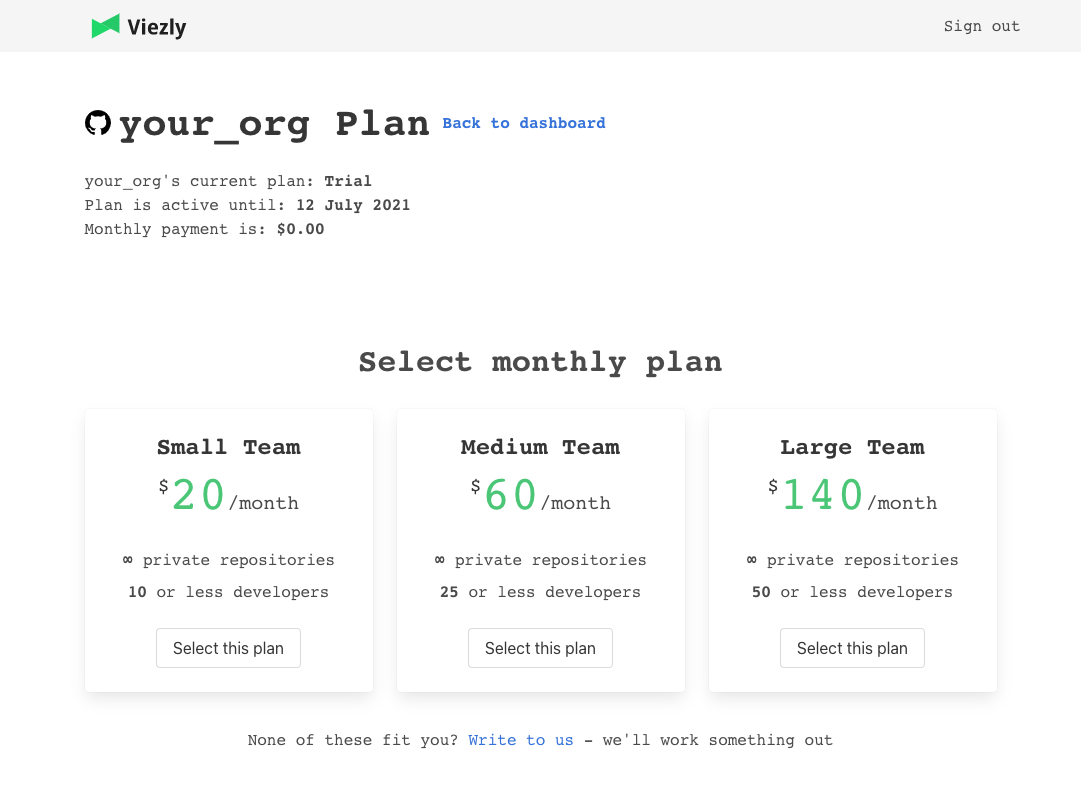 Viezly
Sign out
your_org Plan Back to dashboard
your_org's current plan: Trial
Plan is active until: 12 July 2021
Monthly payment is: $0.00
Select monthly plan
Small Team
$20/month
∞ private repositories
10 or less developers
Select this plan
Medium Team
$60/month
∞ private repositories
25 or less developers
Select this plan
Large Team
$140/month
∞ private repositories
50 or less developers
Select this plan
None of these fit you? Write to us – we'll work something out